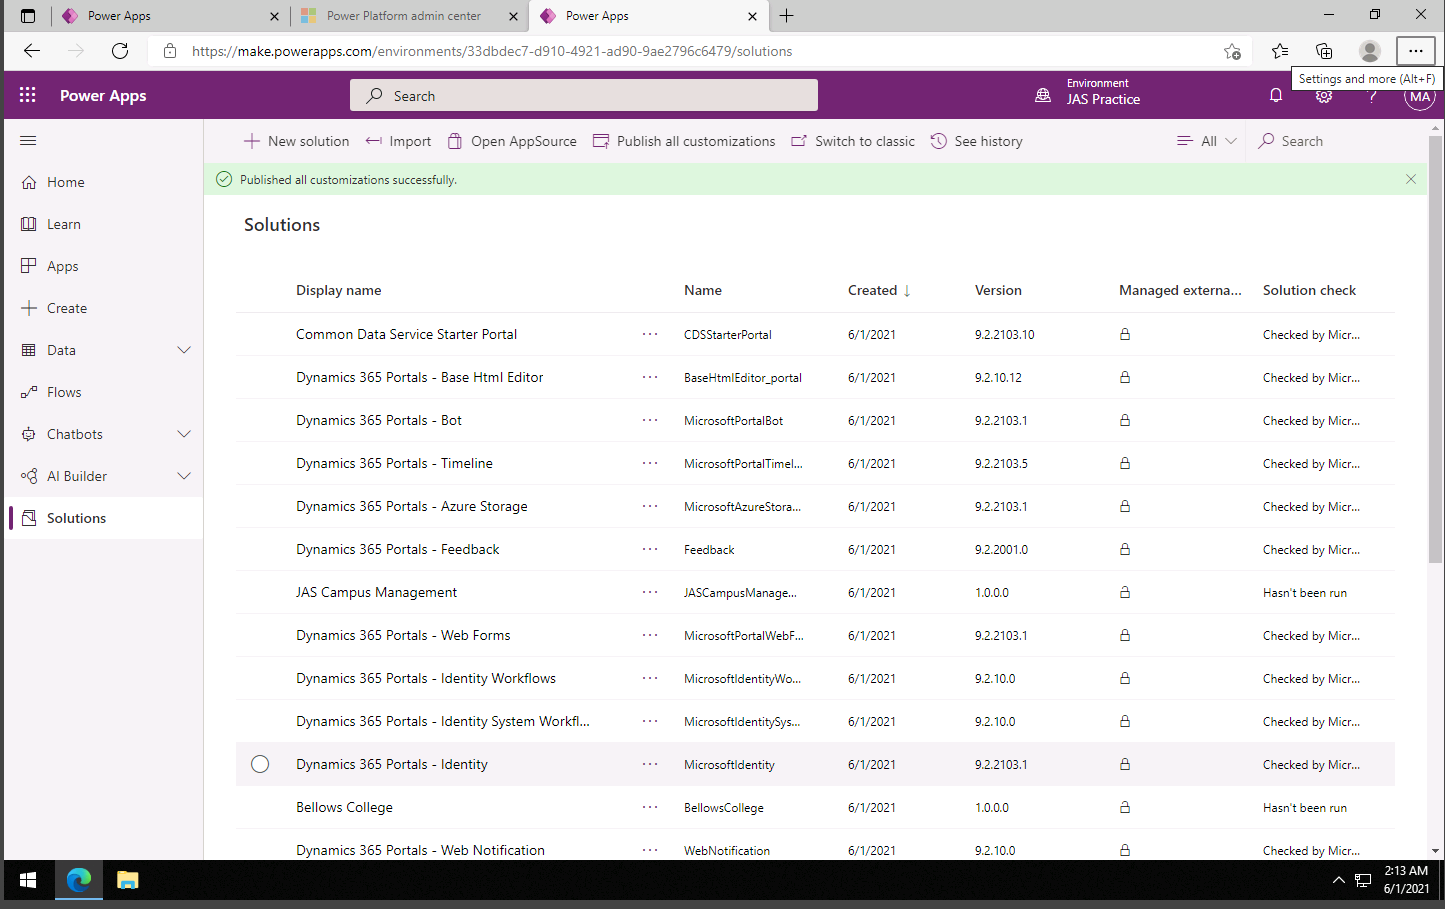 Power Apps
Power Platform admin center
Power Apps
https://make.powerapps.com/environments/33dbdec7-d910-4921-ad90-9ae2796c6479/solutions
Settings and more (Alt+F)
Power Apps
Search
Environment
JAS Practice
?
MA
New solution
Import
Open AppSource
Publish all customizations
Switch to classic
See history
All
Search
Published all customizations successfully.
Home
Learn
Apps
Create
Data
Flows
Chatbots
AI Builder
Solutions
Solutions
Display name Name Created ↓ Version Managed externa... Solution check
Common Data Service Starter Portal ... CDSStarterPortal 6/1/2021 9.2.2103.10 Checked by Micr...
Dynamics 365 Portals - Base Html Editor ... BaseHtmlEditor_portal 6/1/2021 9.2.10.12 Checked by Micr...
Dynamics 365 Portals - Bot ... MicrosoftPortalBot 6/1/2021 9.2.2103.1 Checked by Micr...
Dynamics 365 Portals - Timeline ... MicrosoftPortalTimel... 6/1/2021 9.2.2103.5 Checked by Micr...
Dynamics 365 Portals - Azure Storage ... MicrosoftAzureStora... 6/1/2021 9.2.2103.1 Checked by Micr...
Dynamics 365 Portals - Feedback ... Feedback 6/1/2021 9.2.2001.0 Checked by Micr...
JAS Campus Management ... JASCampusManage... 6/1/2021 1.0.0.0 Hasn't been run
Dynamics 365 Portals - Web Forms ... MicrosoftPortalWebF... 6/1/2021 9.2.2103.1 Checked by Micr...
Dynamics 365 Portals - Identity Workflows ... MicrosoftIdentityWo... 6/1/2021 9.2.10.0 Checked by Micr...
Dynamics 365 Portals - Identity System Workfl... ... MicrosoftIdentitySys... 6/1/2021 9.2.10.0 Checked by Micr...
Dynamics 365 Portals - Identity ... MicrosoftIdentity 6/1/2021 9.2.2103.1 Checked by Micr...
Bellows College ... BellowsCollege 6/1/2021 1.0.0.0 Hasn't been run
Dynamics 365 Portals - Web Notification ... WebNotification 6/1/2021 9.2.10.0 Checked by Micr...
2:13 AM
6/1/2021